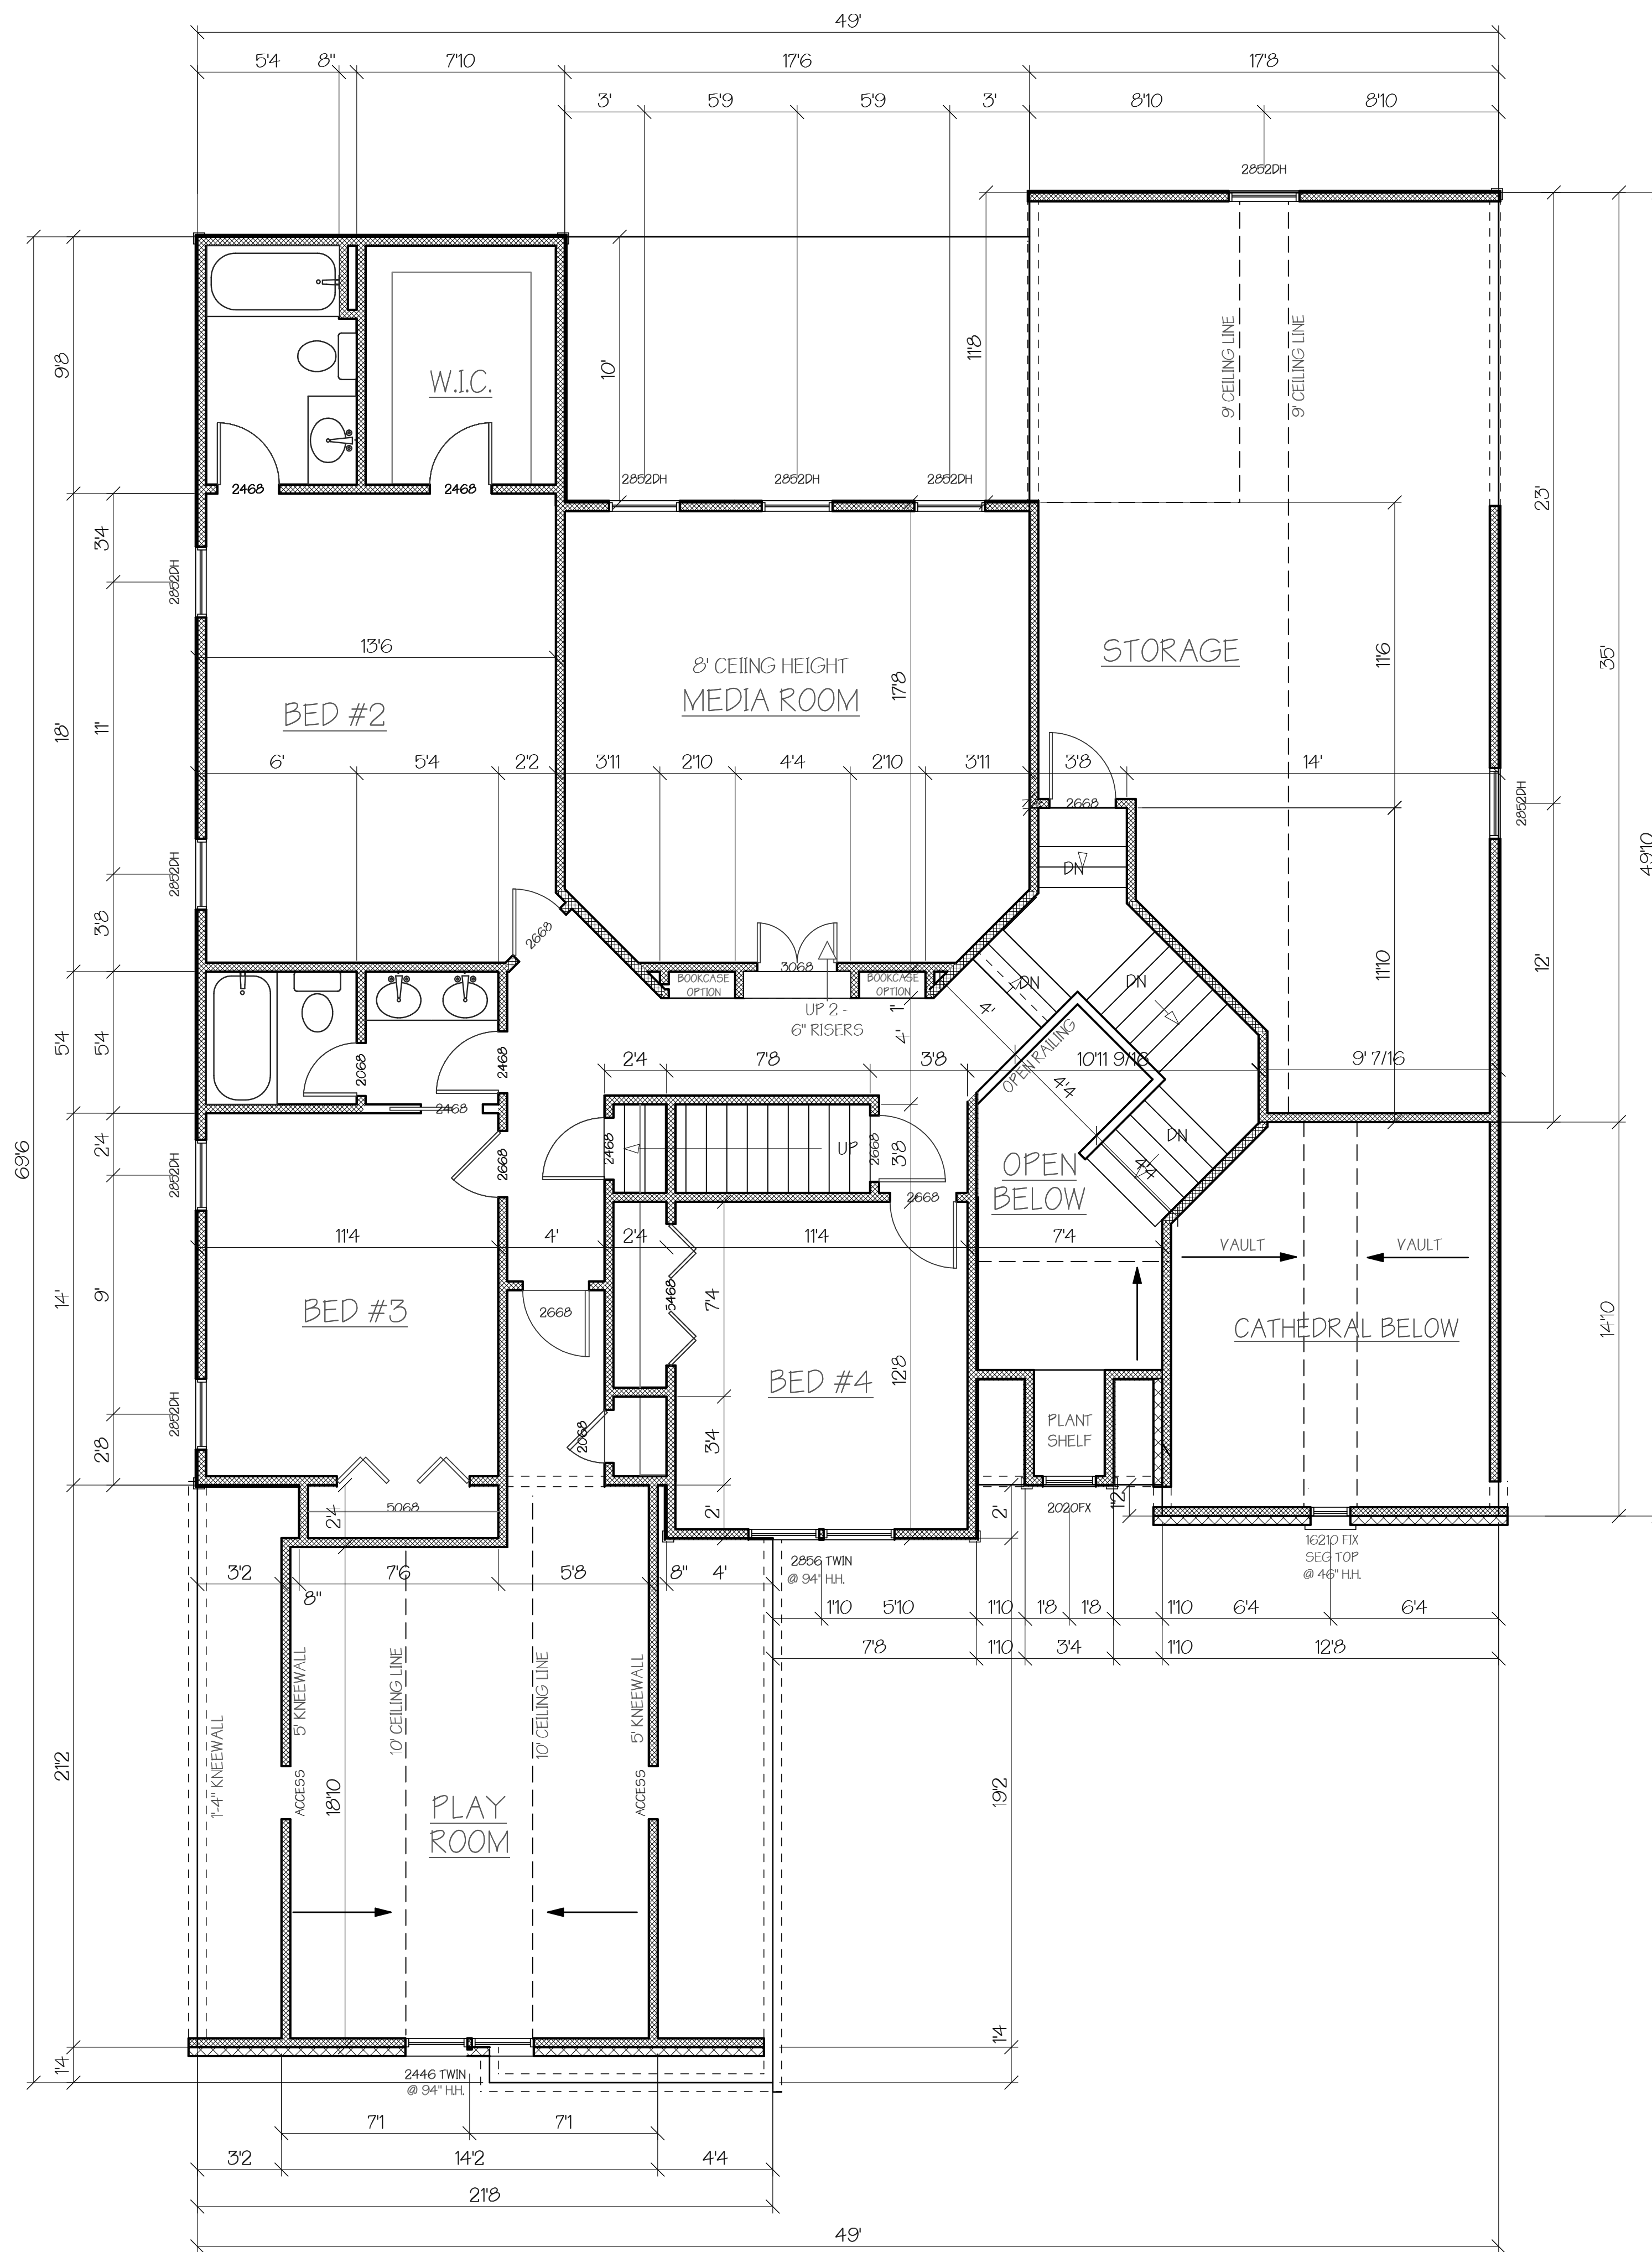 49'
5'4 8" 7'10 17'6 17'8
3' 5'9 5'9 3' 8'10 8'10
2852DH
9'8
W.I.C.
10'
11'8
9' CEILING LINE
9' CEILING LINE
2468 2468
2852DH 2852DH 2852DH
23'
3'4
2852DH
13'6
8' CEIING HEIGHT
MEDIA ROOM
17'8
STORAGE
11'6
35'
BED #2
18'
11'
6' 5'4 2'2 3'11 2'10 4'4 2'10 3'11 3'8 14'
2668
2852DH
49'10
2852DH
DN
3'8
2668
3068
BOOKCASE
OPTION
BOOKCASE
OPTION
UP 2 -
6" RISERS
1"
4'
DN
DN
4'
11'10
12'
5'4
5'4
2068
2468
2468
2'4 7'8 3'8
OPEN RAILING
10'11 9/16
9' 7/16
4'4
DN
4'4
69'6
2'4
2852DH
2668
2468
UP
2668
3'8
2668
OPEN
BELOW
11'4 4' 2'4 11'4 7'4
VAULT VAULT
14'
9'
BED #3
2668
5468
7'4
12'8
BED #4
CATHEDRAL BELOW
14'10
2852DH
2'8
2068
3'4
PLANT
SHELF
5068
2'4
2'
2'
2020FX
1'2
2856 TWIN
@ 94" H.H.
16210 FIX
SEG TOP
@ 46" H.H.
3'2 7'6 5'8 8" 4'
8"
1'10 5'10 1'10 1'8 1'8 1'10 6'4 6'4
7'8 1'10 3'4 1'10 12'8
1'-4" KNEEWALL
5' KNEEWALL
10' CEILING LINE
10' CEILING LINE
5' KNEEWALL
21'2
ACCESS
18'10
ACCESS
19'2
PLAY
ROOM
1'4
1'4
2446 TWIN
@ 94" H.H.
7'1 7'1
3'2 14'2 4'4
21'8
49'